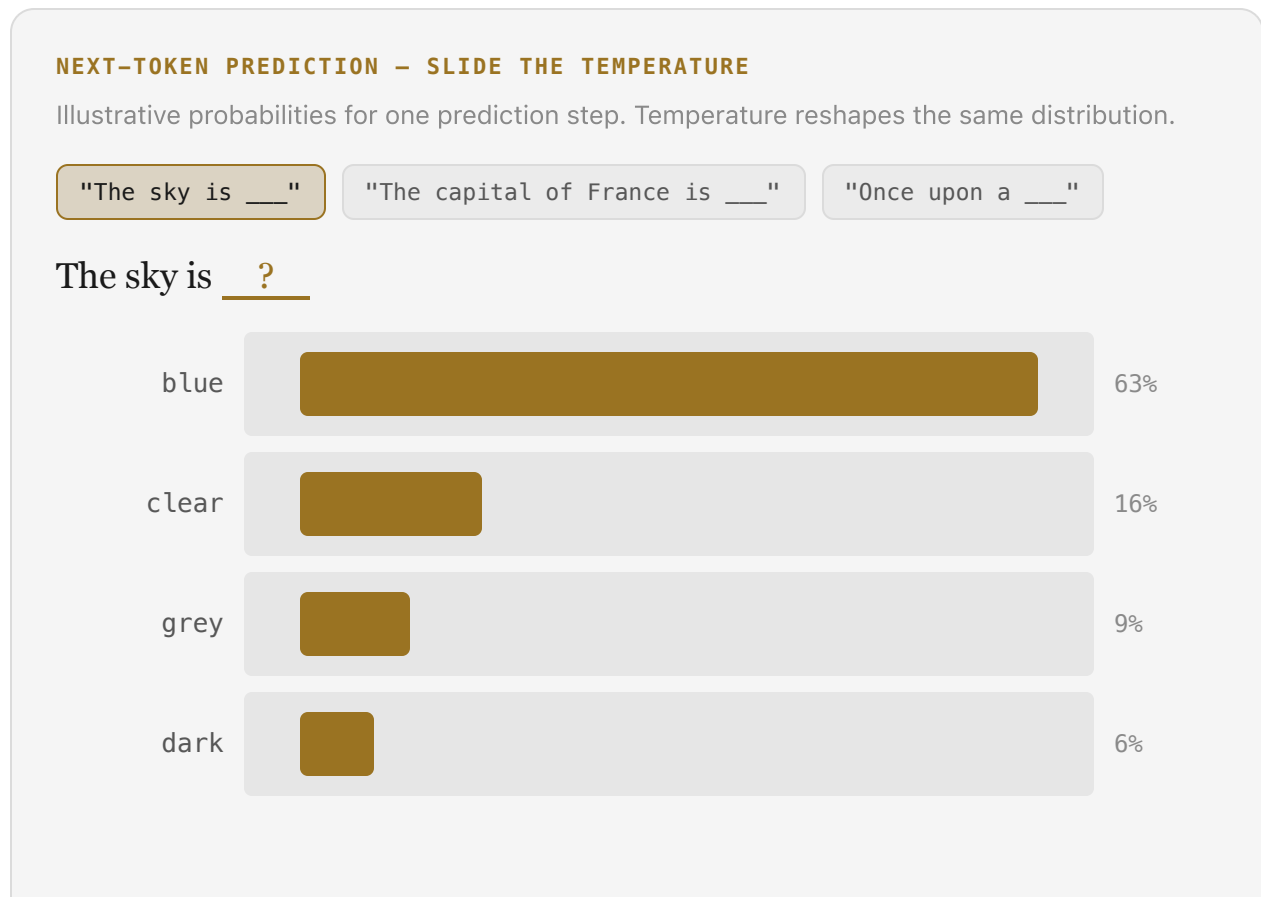 NEXT–TOKEN PREDICTION — SLIDE THE TEMPERATURE
Illustrative probabilities for one prediction step. Temperature reshapes the same distribution.
"The sky is ___" "The capital of France is ___" "Once upon a ___"
The sky is ?
blue 63%
clear 16%
grey 9%
dark 6%